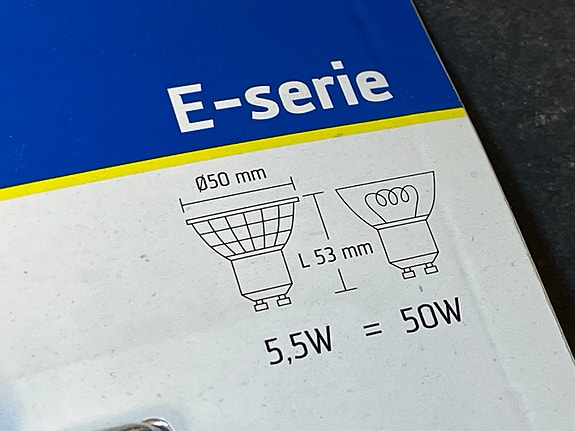 E-serie
Ø50 mm
L 53 mm
5,5W = 50W